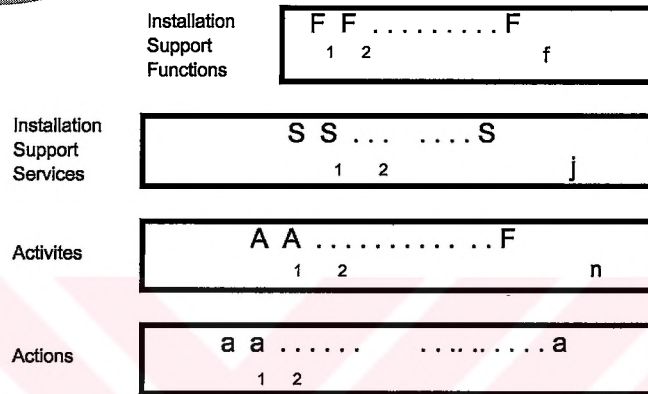 Installation
Support
Functions
F F . . . . . . . . . F
1 2 f
Installation
Support
Services
S S . . . . . . . S
1 2 j
Activites
A A . . . . . . . . . . . . . F
1 2 n
Actions
a a . . . . . . . . . . . . . . . a
1 2